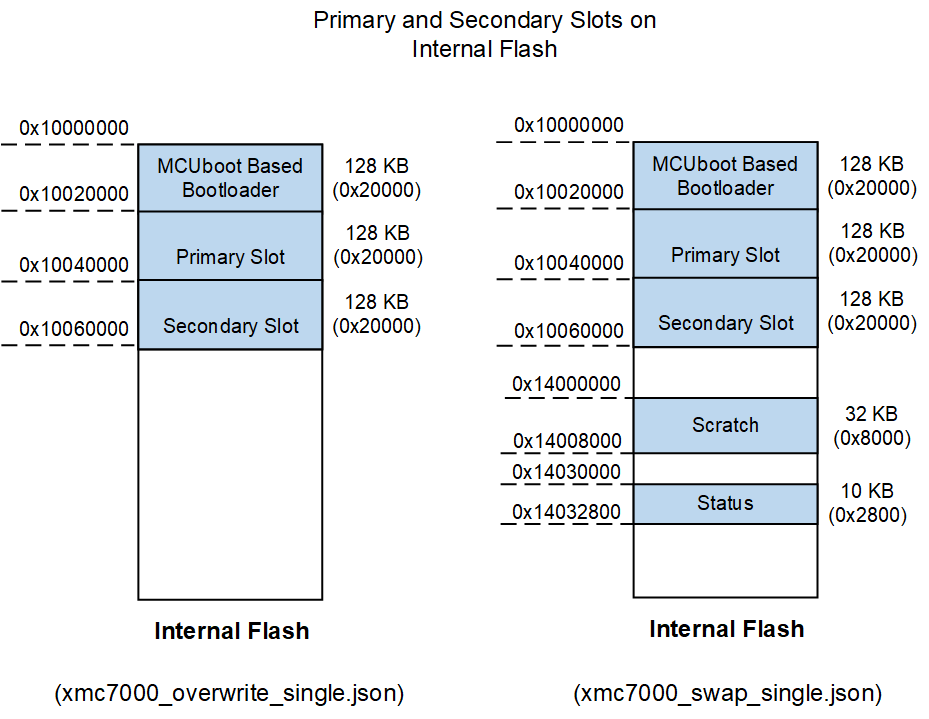 Primary and Secondary Slots on
Internal Flash
0x10000000
MCUboot Based
Bootloader
128 KB
(0x20000)
0x10020000
Primary Slot
128 KB
(0x20000)
0x10040000
Secondary Slot
128 KB
(0x20000)
0x10060000
Internal Flash
(xmc7000_overwrite_single.json)
0x10000000
MCUboot Based
Bootloader
128 KB
(0x20000)
0x10020000
Primary Slot
128 KB
(0x20000)
0x10040000
Secondary Slot
128 KB
(0x20000)
0x10060000
0x14000000
Scratch
32 KB
(0x8000)
0x14008000
0x14030000
Status
10 KB
(0x2800)
0x14032800
Internal Flash
(xmc7000_swap_single.json)